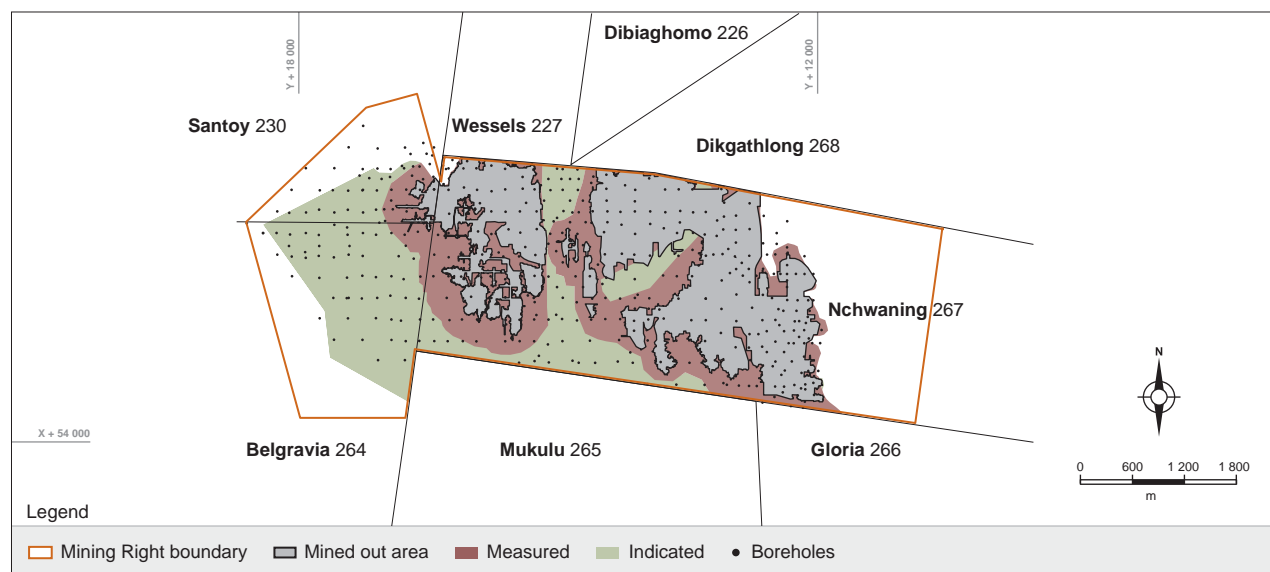 Dibiaghomo 226
Y + 18 000
Y + 12 000
Santoy 230
Wessels 227
Dikgathlong 268
Nchwaning 267
N
X + 54 000
Belgravia 264
Mukulu 265
Gloria 266
0 600 1 200 1 800
m
Legend
Mining Right boundary Mined out area Measured Indicated Boreholes